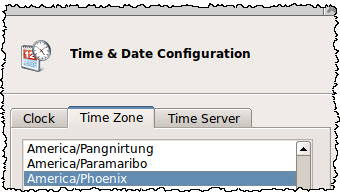 Time & Date Configuration
Clock
Time Zone
Time Server
America/Pangnirtung
America/Paramaribo
America/Phoenix